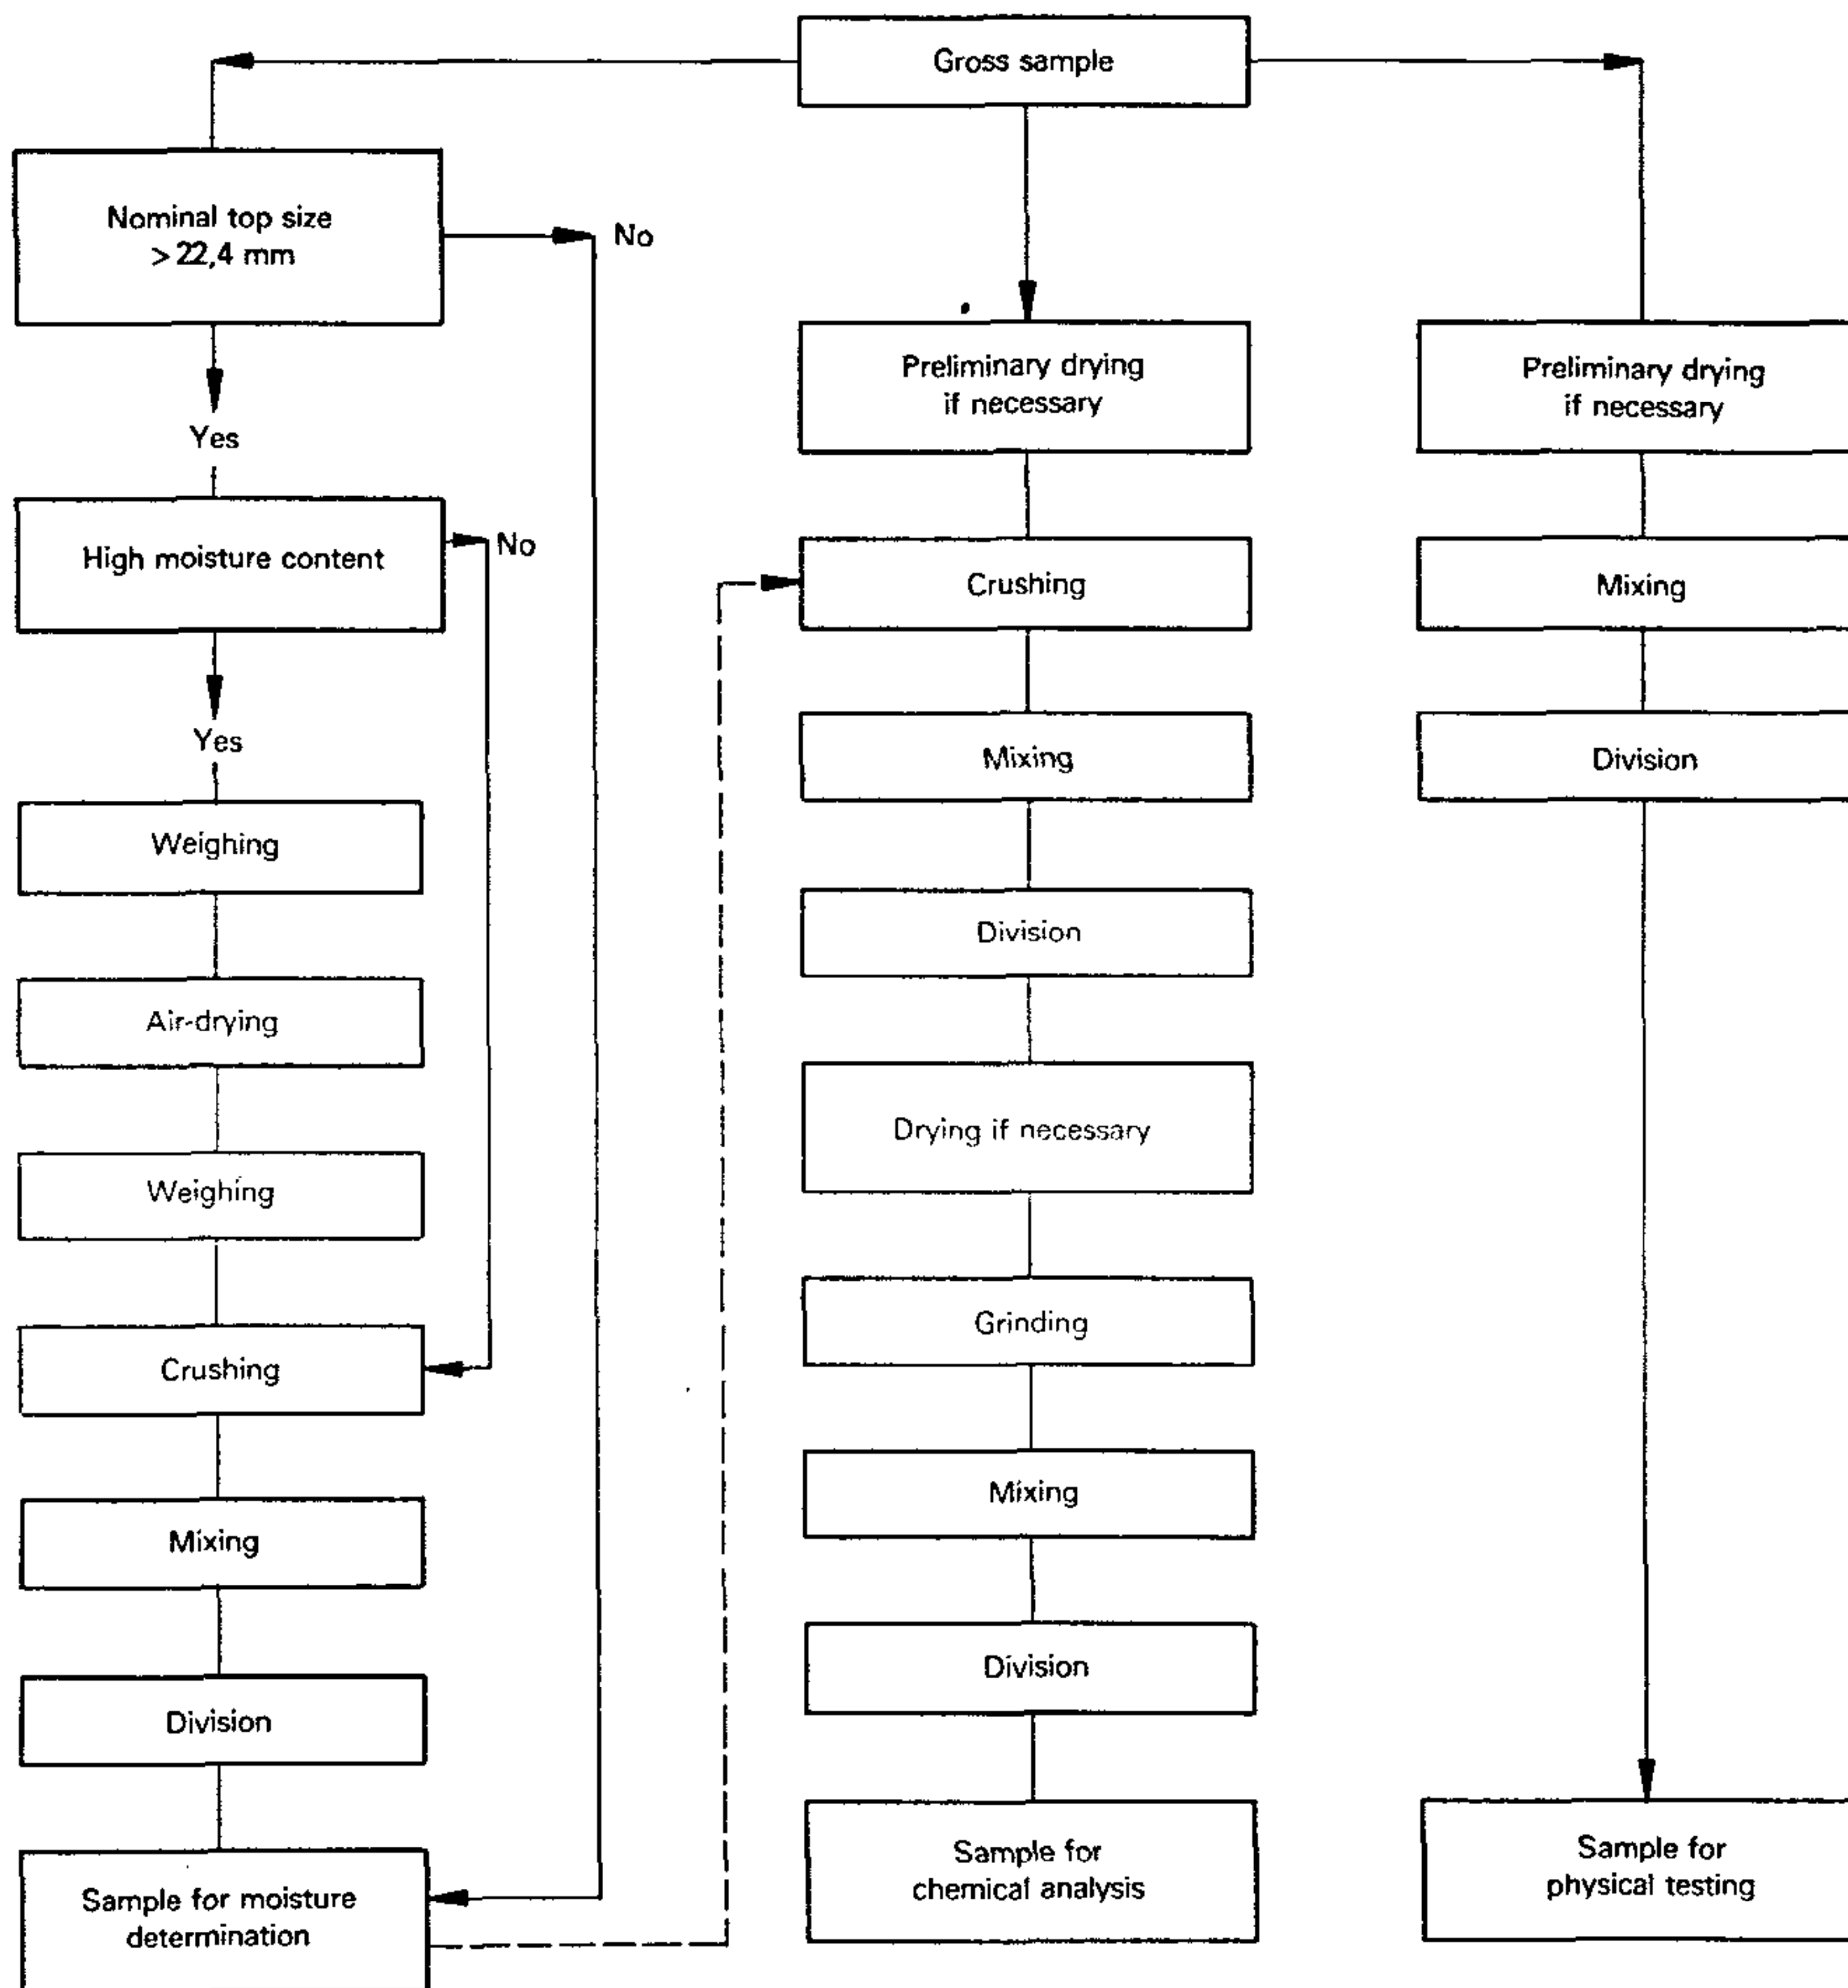 Gross sample
Nominal top size
> 22,4 mm
No
Yes
High moisture content
No
Yes
Weighing
Air-drying
Weighing
Crushing
Mixing
Division
Sample for moisture
determination
Preliminary drying
if necessary
Crushing
Mixing
Division
Drying if necessary
Grinding
Mixing
Division
Sample for
chemical analysis
Preliminary drying
if necessary
Mixing
Division
Sample for
physical testing